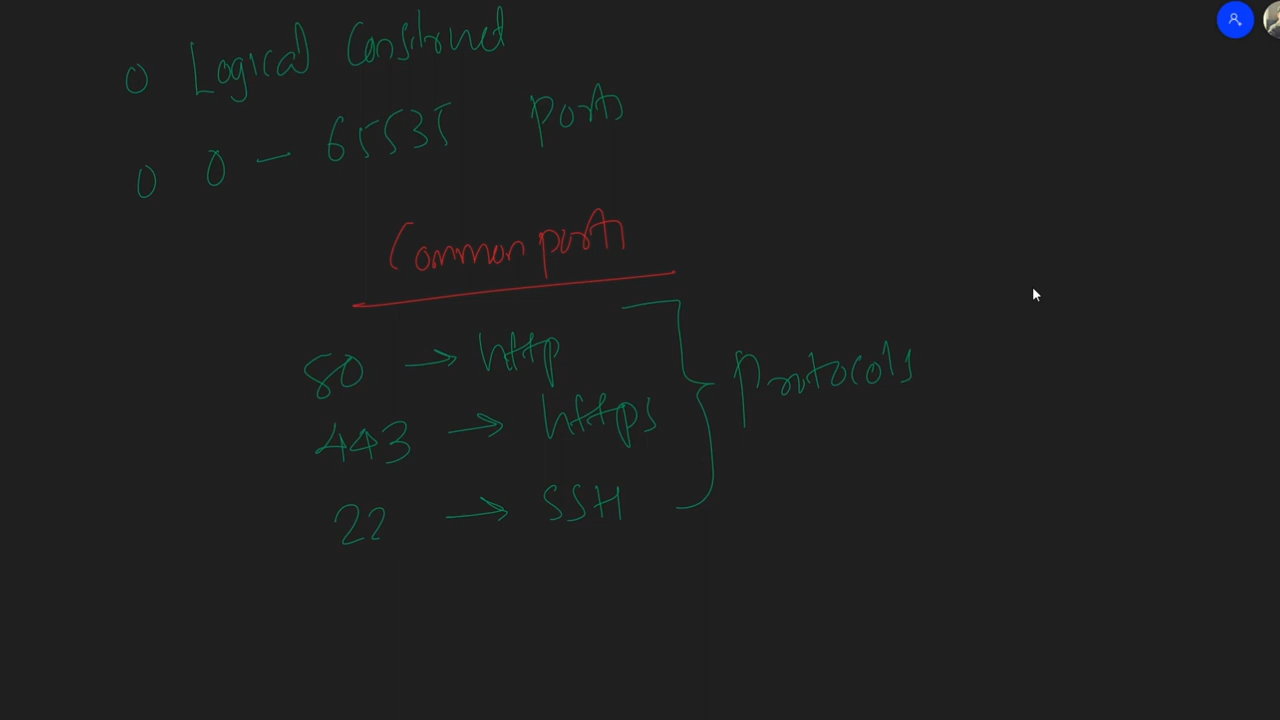 o Logical Construct
o 0 - 65535 ports
Common ports
80 → http
443 → https
22 → SSH
Protocols